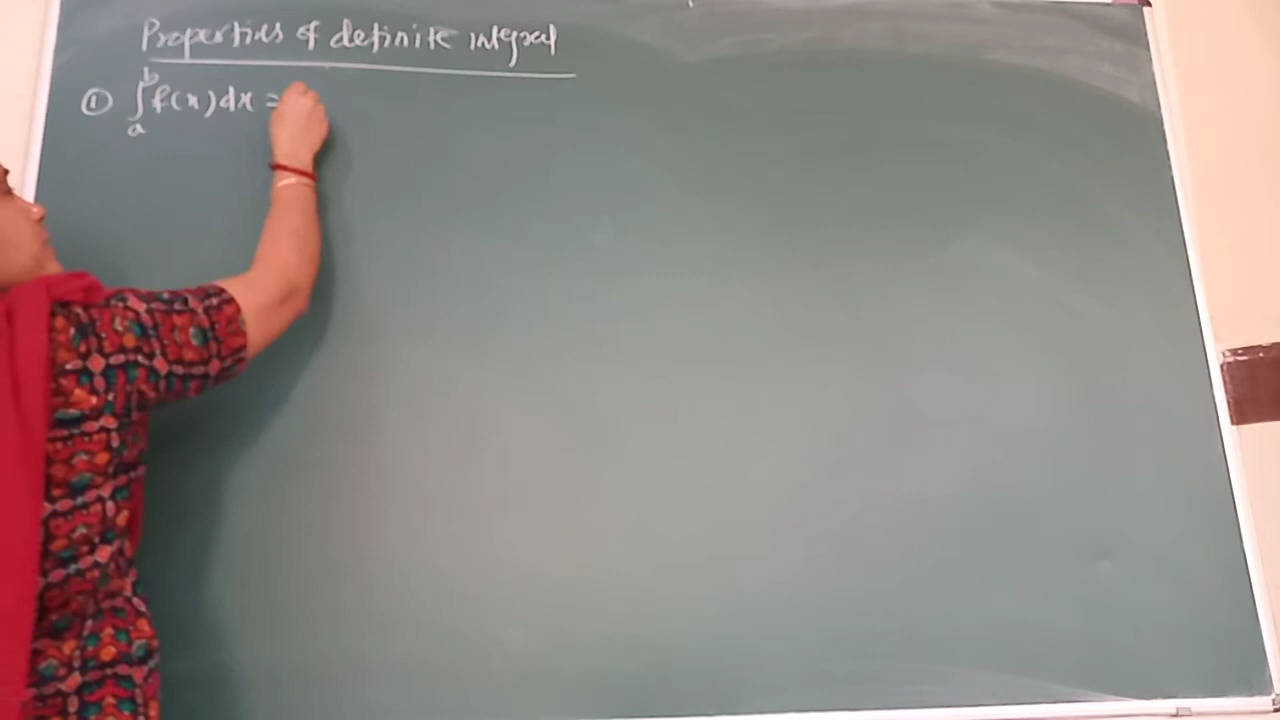 Properties of definite integral
① ∫ₐᵇ f(x)dx =